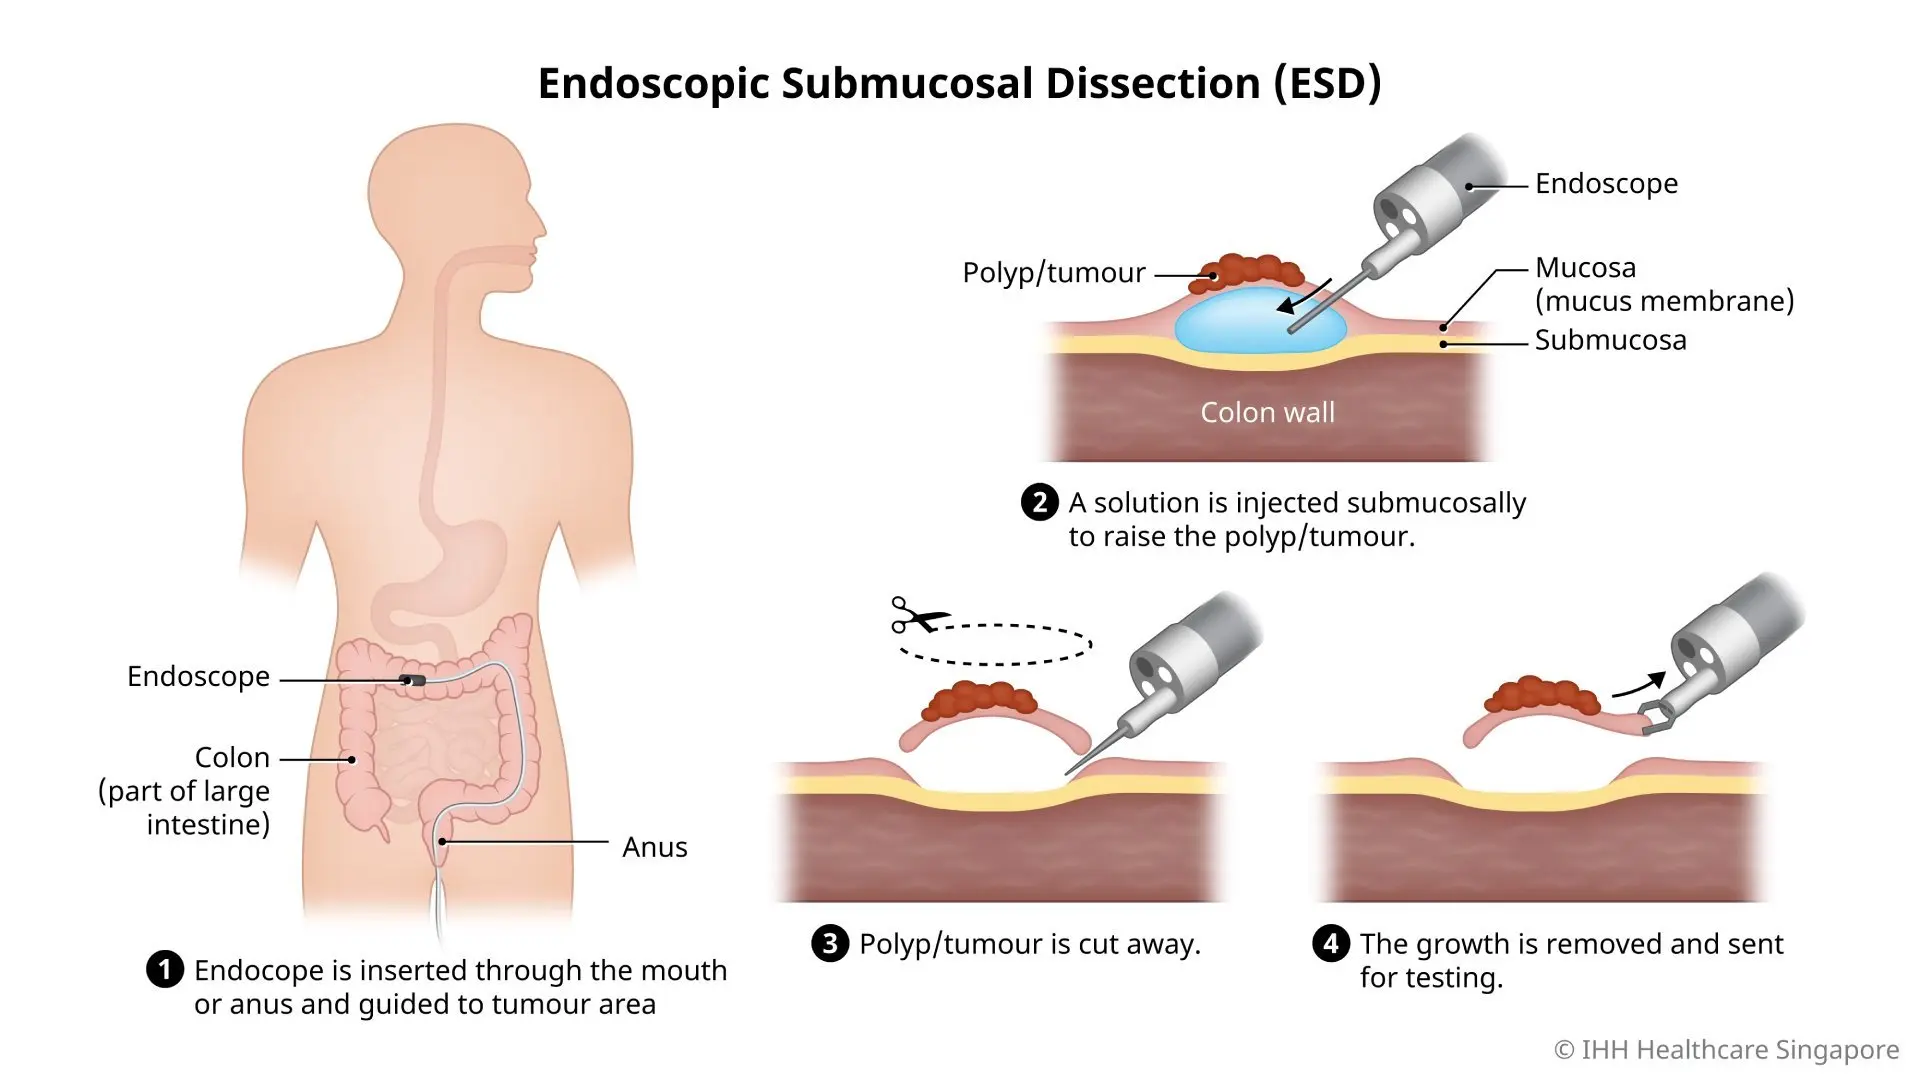 Endoscopic Submucosal Dissection (ESD)
Endoscope
Colon
(part of large
intestine)
Anus
1 Endocope is inserted through the mouth
or anus and guided to tumour area
Endoscope
Polyp/tumour
Mucosa
(mucus membrane)
Submucosa
Colon wall
2 A solution is injected submucosally
to raise the polyp/tumour.
3 Polyp/tumour is cut away.
4 The growth is removed and sent
for testing.
© IHH Healthcare Singapore